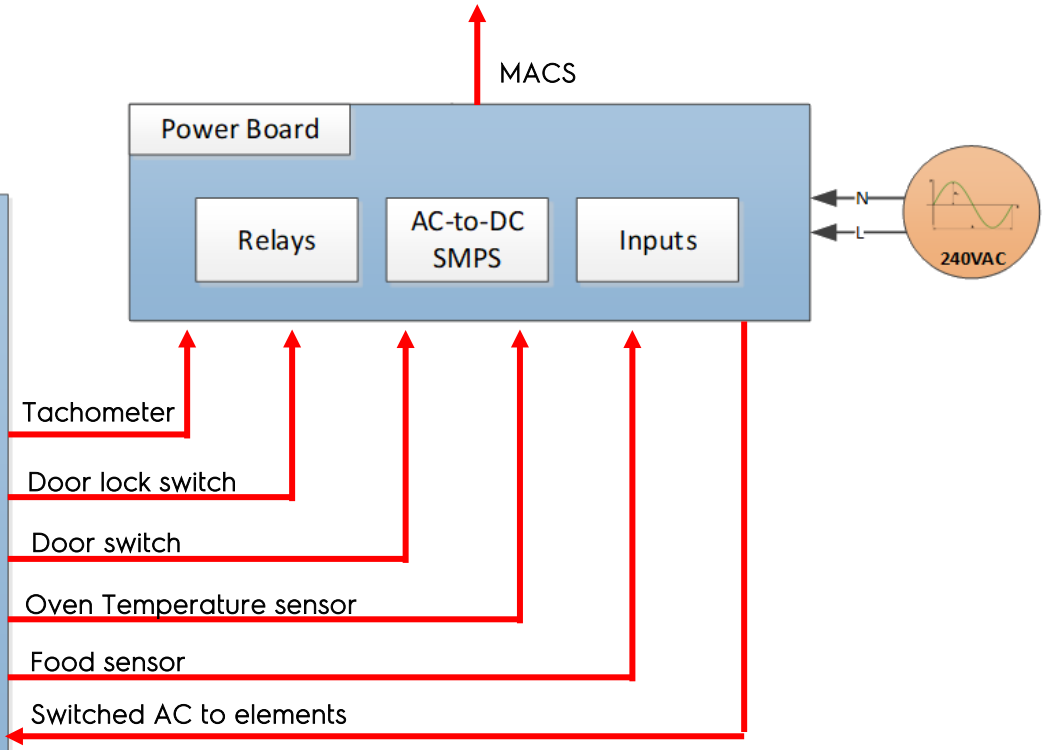 MACS
Power Board
Relays
AC-to-DC
SMPS
Inputs
N
L
240VAC
Tachometer
Door lock switch
Door switch
Oven Temperature sensor
Food sensor
Switched AC to elements